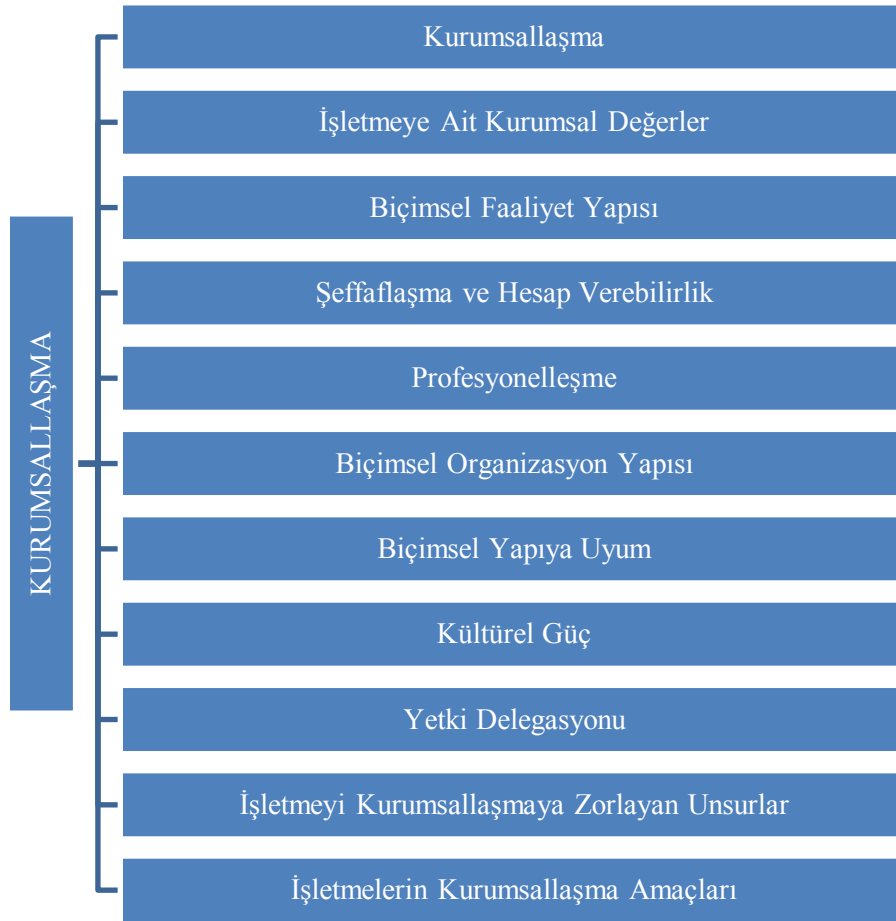 KURUMSALLAŞMA
Kurumsallaşma
İşletmeye Ait Kurumsal Değerler
Biçimsel Faaliyet Yapısı
Şeffaflaşma ve Hesap Verebilirlik
Profesyonelleşme
Biçimsel Organizasyon Yapısı
Biçimsel Yapıya Uyum
Kültürel Güç
Yetki Delegasyonu
İşletmeyi Kurumsallaşmaya Zorlayan Unsurlar
İşletmelerin Kurumsallaşma Amaçları